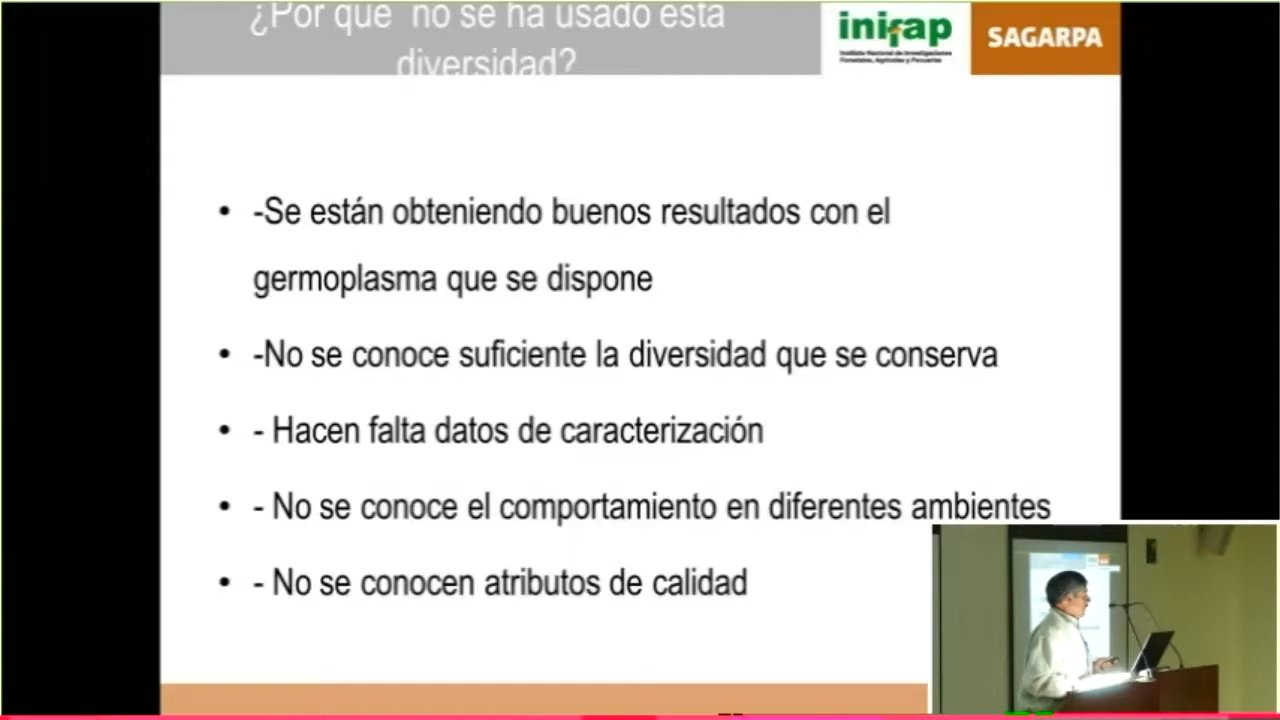 ¿Por qué no se ha usado esta
diversidad?
inifap
Instituto Nacional de Investigaciones
Forestales, Agrícolas y Pecuarias
SAGARPA
• -Se están obteniendo buenos resultados con el
germoplasma que se dispone
• -No se conoce suficiente la diversidad que se conserva
• - Hacen falta datos de caracterización
• - No se conoce el comportamiento en diferentes ambientes
• - No se conocen atributos de calidad